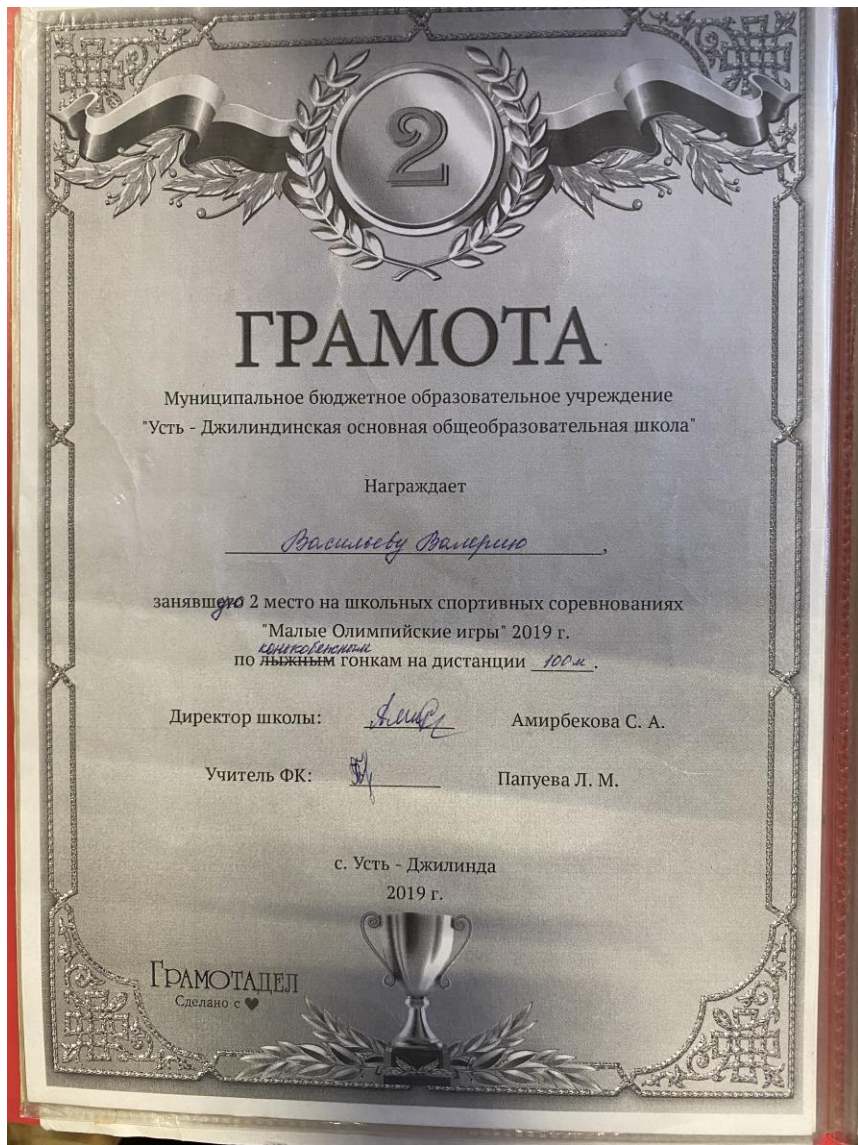 2
ГРАМОТА
Муниципальное бюджетное образовательное учреждение
"Усть - Джилиндинская основная общеобразовательная школа"
Награждает
Васильеву Валерию,
занявшую 2 место на школьных спортивных соревнованиях
"Малые Олимпийские игры" 2019 г.
конькобежным
по лыжным гонкам на дистанции 100 м.
Директор школы: Амирбекова С. А.
Учитель ФК: Папуева Л. М.
с. Усть - Джилинда
2019 г.
ГРАМОТАДЕЛ
Сделано с ♥